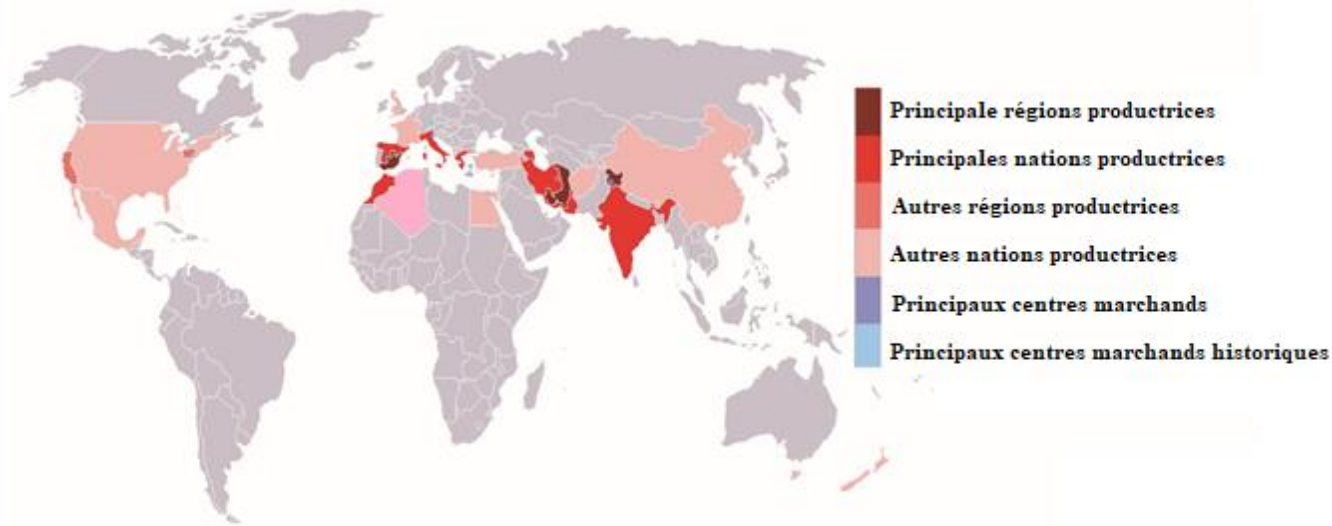 Principale régions productrices
Principales nations productrices
Autres régions productrices
Autres nations productrices
Principaux centres marchands
Principaux centres marchands historiques